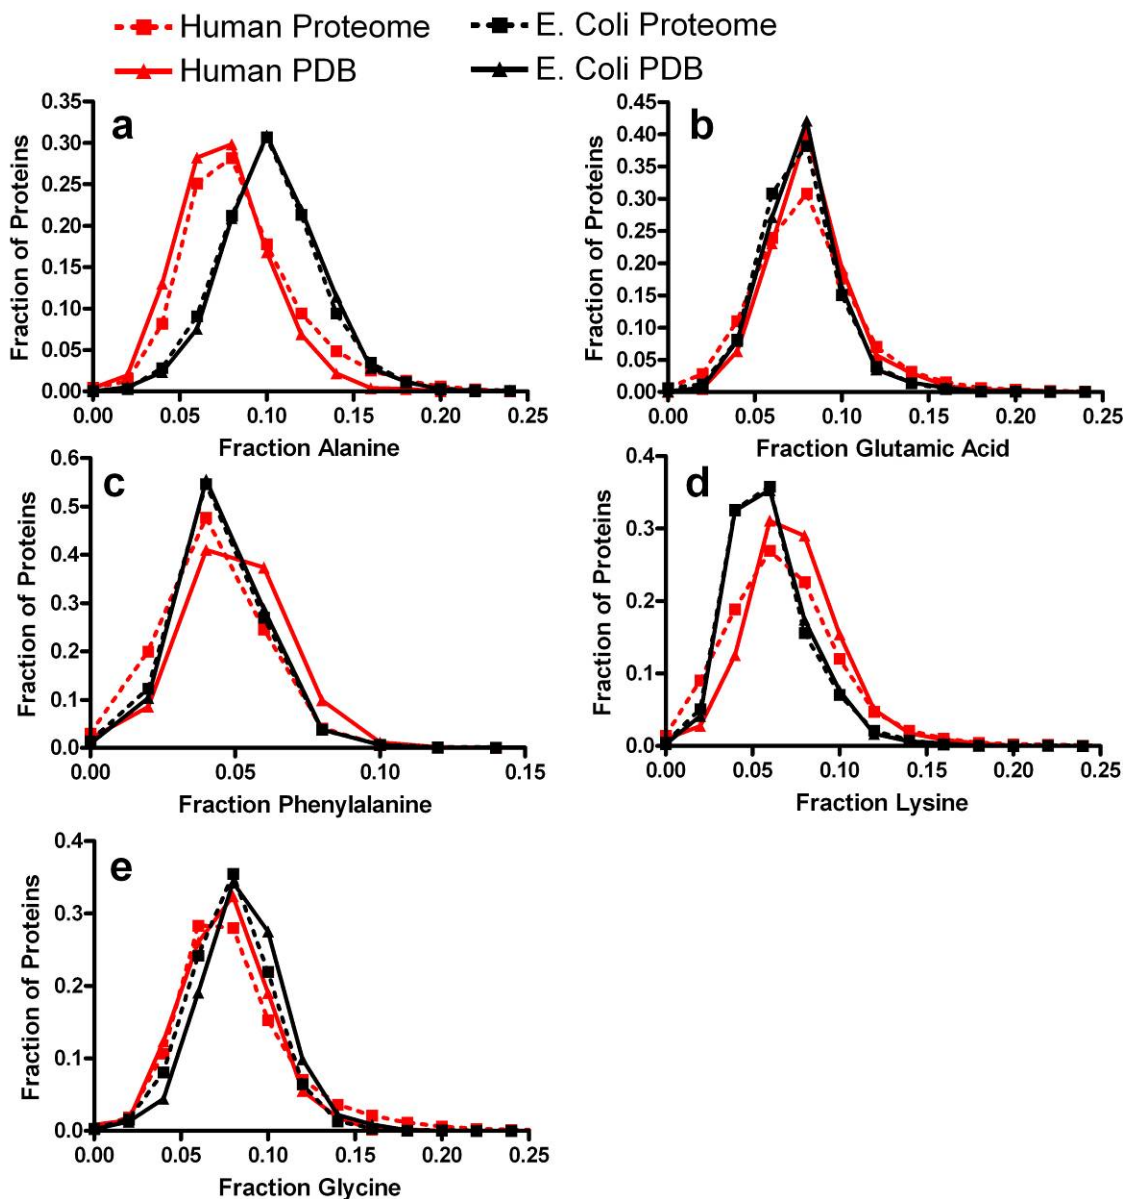 Human Proteome E. Coli Proteome
Human PDB E. Coli PDB
a
Fraction of Proteins
0.35
0.30
0.25
0.20
0.15
0.10
0.05
0.00
0.00 0.05 0.10 0.15 0.20 0.25
Fraction Alanine
b
Fraction of Proteins
0.45
0.40
0.35
0.30
0.25
0.20
0.15
0.10
0.05
0.00
0.00 0.05 0.10 0.15 0.20 0.25
Fraction Glutamic Acid
c
Fraction of Proteins
0.6
0.5
0.4
0.3
0.2
0.1
0.0
0.00 0.05 0.10 0.15
Fraction Phenylalanine
d
Fraction of Proteins
0.4
0.3
0.2
0.1
0.0
0.00 0.05 0.10 0.15 0.20 0.25
Fraction Lysine
e
Fraction of Proteins
0.4
0.3
0.2
0.1
0.0
0.00 0.05 0.10 0.15 0.20 0.25
Fraction Glycine